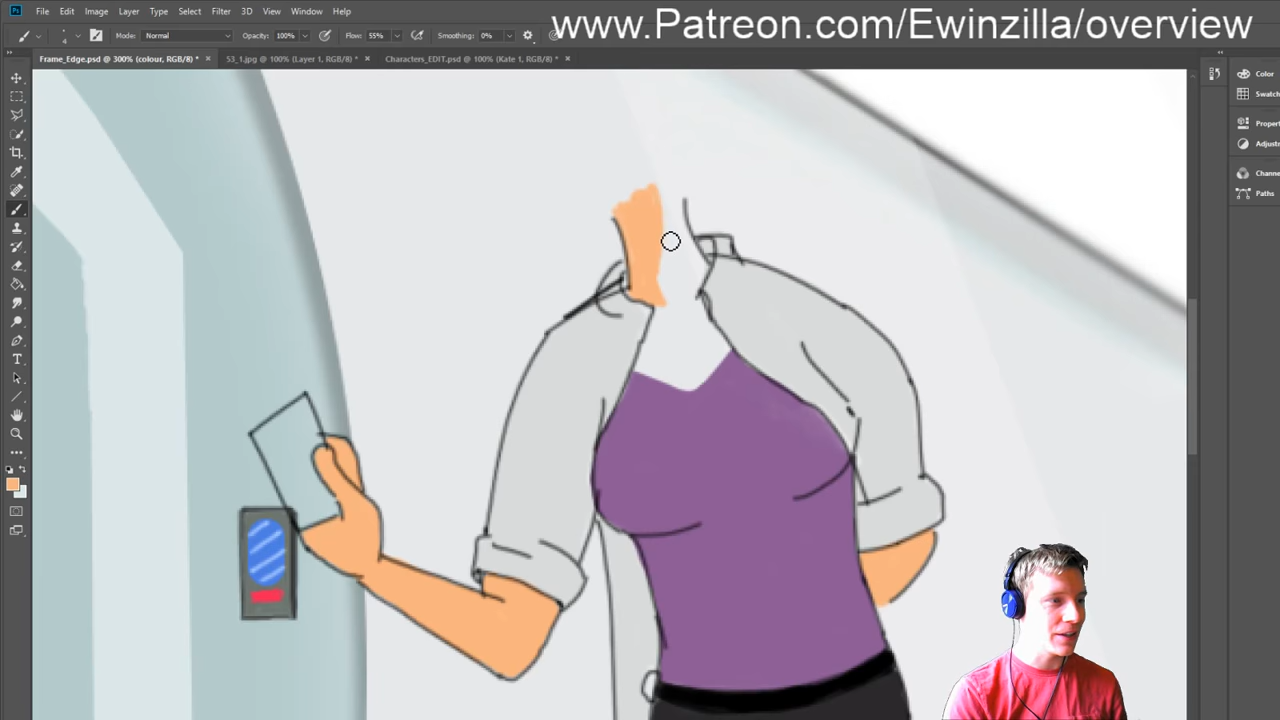 www.Patreon.com/Ewinzilla/overview
File Edit Image Layer Type Select Filter 3D View Window Help
Mode: Normal Opacity: 100% Flow: 55% Smoothing: 0%
Frame_Edge.psd @ 300% (colour, RGB/8) * × 53_1.jpg @ 100% (Layer 1, RGB/8) * × Characters_EDIT.psd @ 100% (Kate 1, RGB/8) * ×
Color
Swatch
Propert
Adjust
Channe
Paths
4
Ps
T